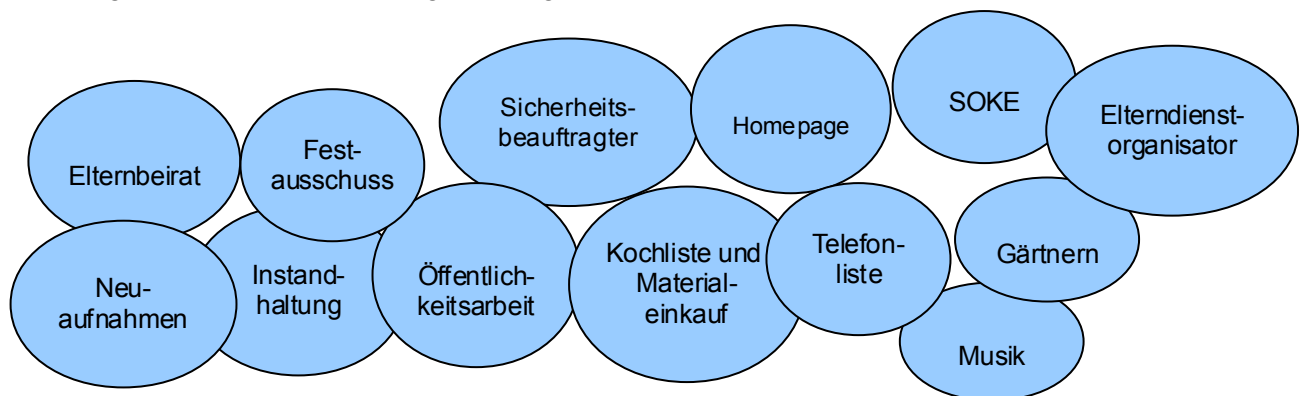 Elternbeirat
Fest-
ausschuss
Sicherheits-
beauftragter
Homepage
SOKE
Elterndienst-
organisator
Neu-
aufnahmen
Instand-
haltung
Öffentlich-
keitsarbeit
Kochliste und
Material-
einkauf
Telefon-
liste
Gärtnern
Musik